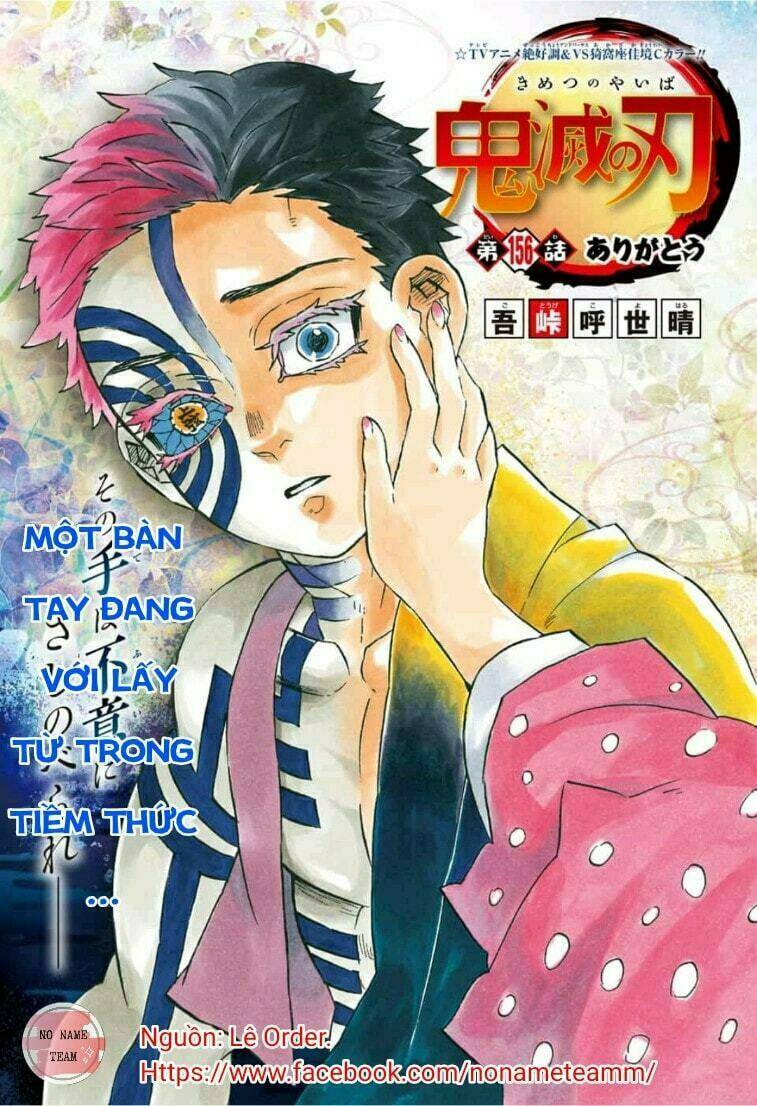 ☆TVアニメ絶好調&VS猗窩座佳境Cカラー!!
きめつのやいば
鬼滅の刃
第156話 ありがとう
吾峠呼世晴
その手は不意に
MỘT BÀN
TAY ĐANG
VỚI LẤY
TỪ TRONG
TIỀM THỨC
...
NO NAME
TEAM
Nguồn: Lê Order.
Https://www.facebook.com/nonameteamm/